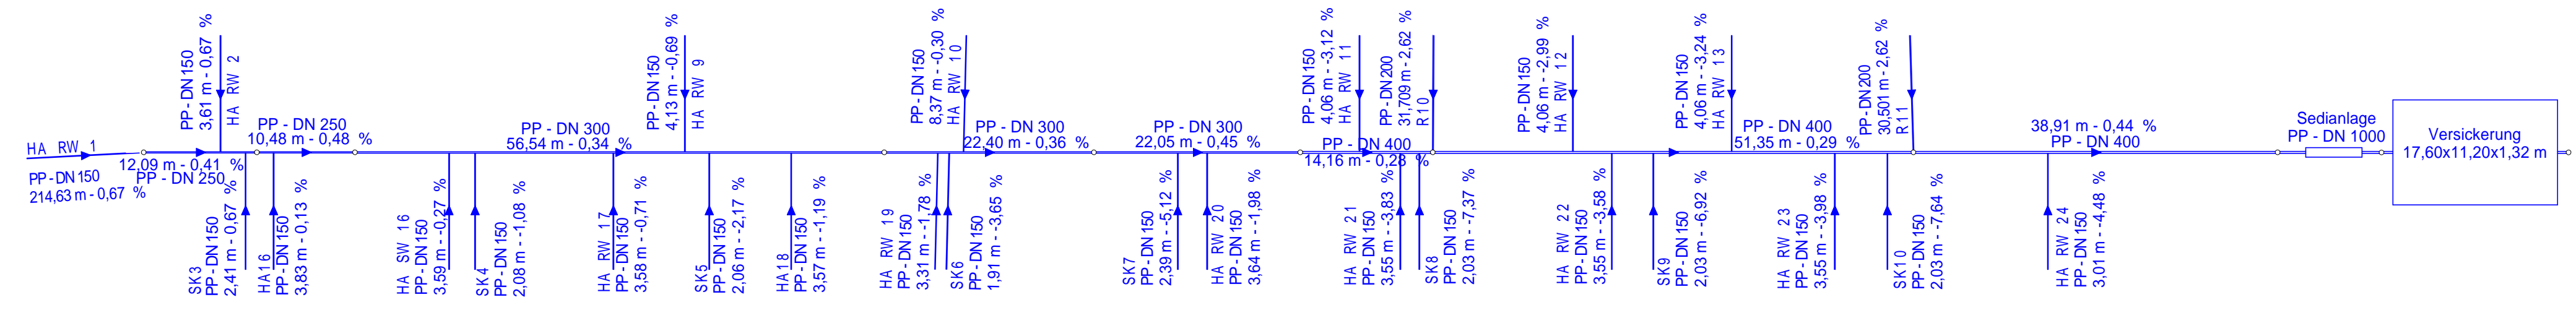 HA RW 1
PP - DN 150
214,63 m - 0,67 %
12,09 m - 0,41 %
PP - DN 250
PP - DN 150
3,61 m - 0,67 %
HA RW 2
SK3
PP - DN 150
2,41 m - 0,67 %
PP - DN 250
10,48 m - 0,48 %
HA16
PP - DN 150
3,83 m - 0,13 %
HA SW 16
PP - DN 150
3,59 m - -0,27 %
SK4
PP - DN 150
2,08 m - -1,08 %
PP - DN 300
56,54 m - 0,34 %
HA RW 17
PP - DN 150
3,58 m - -0,71 %
PP - DN 150
4,13 m - -0,69 %
HA RW 9
SK5
PP - DN 150
2,06 m - -2,17 %
HA18
PP - DN 150
3,57 m - -1,19 %
HA RW 19
PP - DN 150
3,31 m - -1,78 %
PP - DN 150
8,37 m - -0,30 %
HA RW 10
SK6
PP - DN 150
1,91 m - -3,65 %
PP - DN 300
22,40 m - 0,36 %
SK7
PP - DN 150
2,39 m - -5,12 %
PP - DN 300
22,05 m - 0,45 %
HA RW 20
PP - DN 150
3,64 m - -1,98 %
PP - DN 150
4,06 m - -3,12 %
HA RW 11
PP - DN 400
14,16 m - 0,28 %
HA RW 21
PP - DN 150
3,55 m - -3,83 %
PP - DN 200
31,709 m - 2,62 %
R10
SK8
PP - DN 150
2,03 m - -7,37 %
PP - DN 150
4,06 m - -2,99 %
HA RW 12
HA RW 22
PP - DN 150
3,55 m - -3,58 %
SK9
PP - DN 150
2,03 m - -6,92 %
PP - DN 150
4,06 m - -3,24 %
HA RW 13
PP - DN 400
51,35 m - 0,29 %
HA RW 23
PP - DN 150
3,55 m - -3,98 %
PP - DN 200
30,501 m - 2,62 %
R11
SK10
PP - DN 150
2,03 m - -7,64 %
38,91 m - 0,44 %
PP - DN 400
HA RW 24
PP - DN 150
3,01 m - -4,48 %
Sedianlage
PP - DN 1000
Versickerung
17,60x11,20x1,32 m